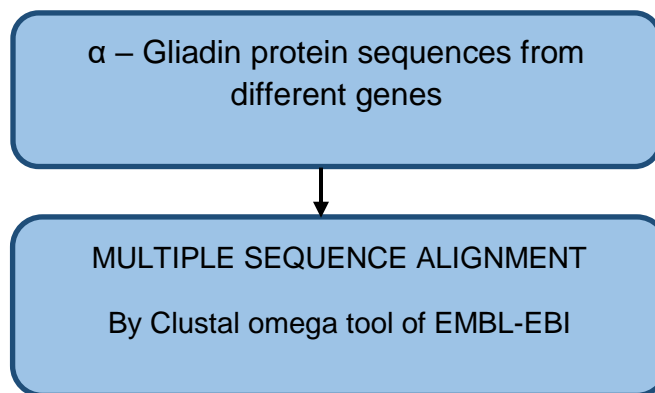 α – Gliadin protein sequences from
different genes
MULTIPLE SEQUENCE ALIGNMENT
By Clustal omega tool of EMBL-EBI